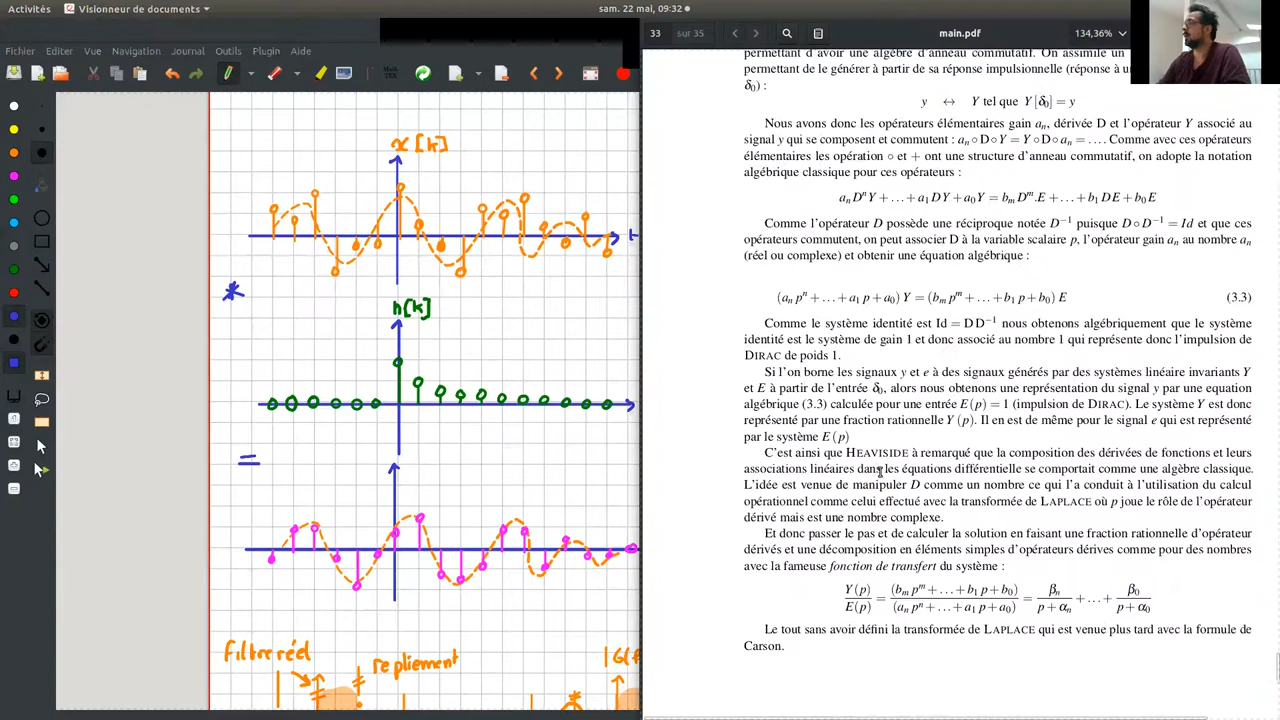 Activités
Visionneur de documents
sam. 22 mai, 09:32
Fichier Editer Vue Navigation Journal Outils Plugin Aide
33 sur 35
main.pdf
134,36%
x[k]
*
h[k]
=
filtre réel
repliement
permettant d'avoir une algèbre d'anneau commutatif. On assimile un
permettant de le générer à partir de sa réponse impulsionnelle (réponse à
δ0) :
y ↔ Y tel que Y[δ0] = y
Nous avons donc les opérateurs élémentaires gain an, dérivée D et l'opérateur Y associé au
signal y qui se composent et commutent : an∘D∘Y = Y∘D∘an = .... Comme avec ces opérateurs
élémentaires les opération ∘ et + ont une structure d'anneau commutatif, on adopte la notation
algébrique classique pour ces opérateurs :
anDⁿY + ... + a1DY + a0Y = bmDᵐ.E + ... + b1DE + b0E
Comme l'opérateur D possède une réciproque notée D⁻¹ puisque D∘D⁻¹ = Id et que ces
opérateurs commutent, on peut associer D à la variable scalaire p, l'opérateur gain an au nombre an
(réel ou complexe) et obtenir une équation algébrique :
(an pⁿ + ... + a1 p + a0) Y = (bm pᵐ + ... + b1 p + b0) E (3.3)
Comme le système identité est Id = D D⁻¹ nous obtenons algébriquement que le système
identité est le système de gain 1 et donc associé au nombre 1 qui représente donc l'impulsion de
DIRAC de poids 1.
Si l'on borne les signaux y et e à des signaux générés par des systèmes linéaire invariants Y
et E à partir de l'entrée δ0, alors nous obtenons une représentation du signal y par une equation
algébrique (3.3) calculée pour une entrée E(p) = 1 (impulsion de DIRAC). Le système Y est donc
représenté par une fraction rationnelle Y(p). Il en est de même pour le signal e qui est représenté
par le système E(p)
C'est ainsi que HEAVISIDE à remarqué que la composition des dérivées de fonctions et leurs
associations linéaires dans les équations différentielle se comportait comme une algèbre classique.
L'idée est venue de manipuler D comme un nombre ce qui l'a conduit à l'utilisation du calcul
opérationnel comme celui effectué avec la transformée de LAPLACE où p joue le rôle de l'opérateur
dérivé mais est une nombre complexe.
Et donc passer le pas et de calculer la solution en faisant une fraction rationnelle d'opérateur
dérivés et une décomposition en éléments simples d'opérateurs dérives comme pour des nombres
avec la fameuse fonction de transfert du système :
Y(p)/E(p) = (bm pᵐ + ... + b1 p + b0)/(an pⁿ + ... + a1 p + a0) = βn/(p + αn) + ... + β0/(p + α0)
Le tout sans avoir défini la transformée de LAPLACE qui est venue plus tard avec la formule de
Carson.